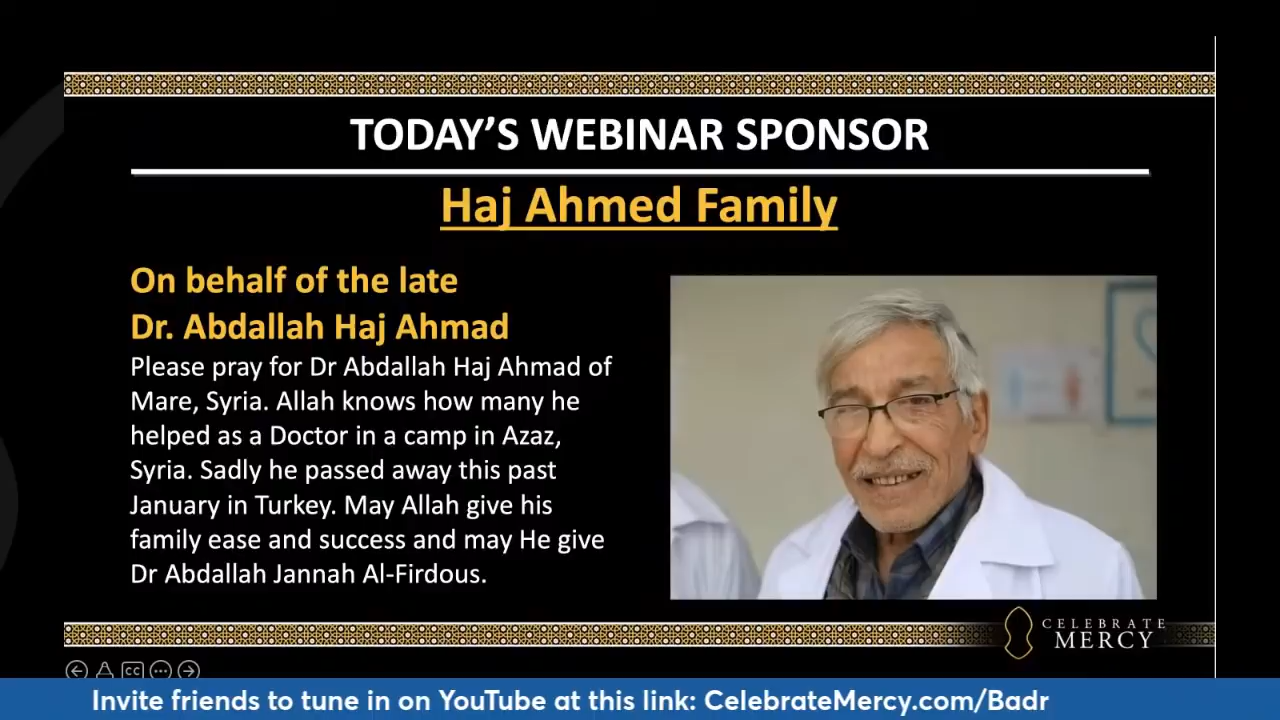 TODAY’S WEBINAR SPONSOR
Haj Ahmed Family
On behalf of the late
Dr. Abdallah Haj Ahmad
Please pray for Dr Abdallah Haj Ahmad of
Mare, Syria. Allah knows how many he
helped as a Doctor in a camp in Azaz,
Syria. Sadly he passed away this past
January in Turkey. May Allah give his
family ease and success and may He give
Dr Abdallah Jannah Al-Firdous.
CELEBRATE
MERCY
CC
Invite friends to tune in on YouTube at this link: CelebrateMercy.com/Badr